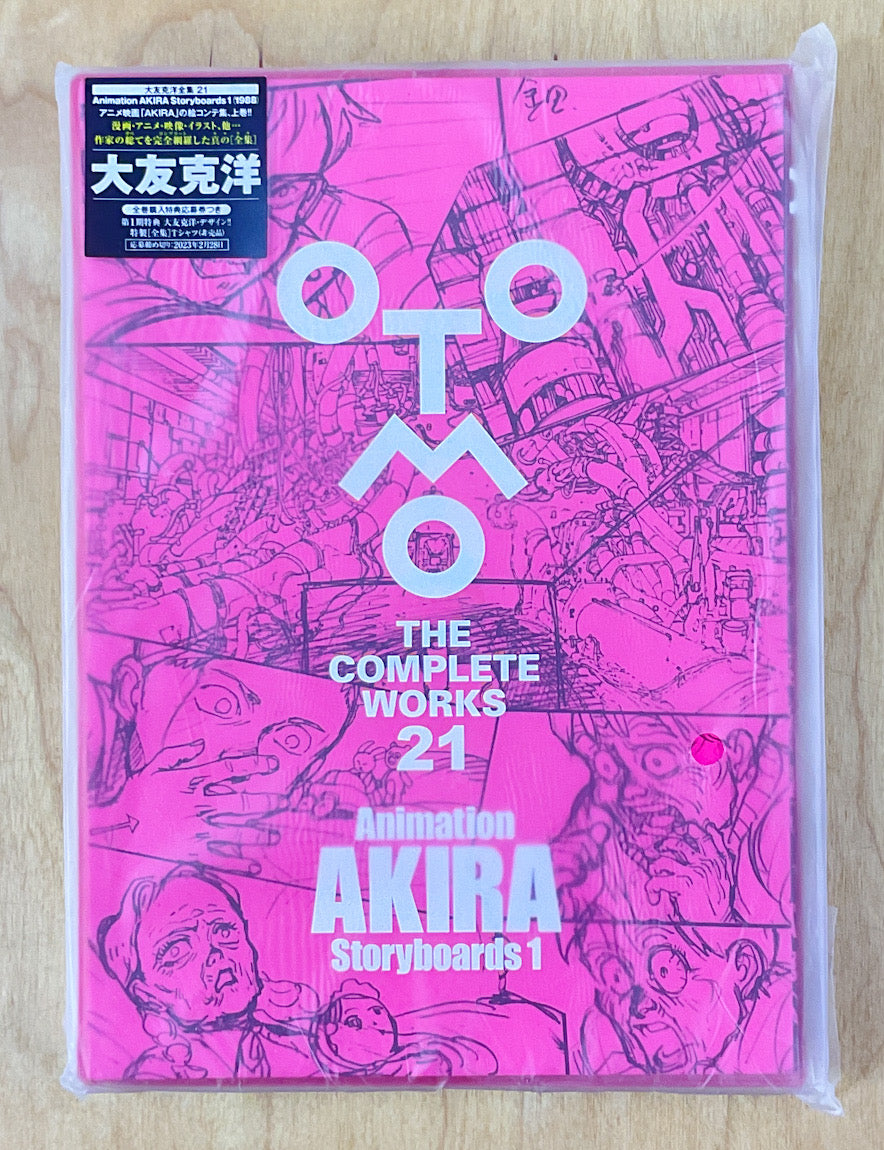 大友克洋全集 21
Animation AKIRA Storyboards 1 (1988)
アニメ映画「AKIRA」の絵コンテ集、上巻!!
漫画・アニメ・映像・イラスト、他…
作家の総てを完全網羅した真の[全集]
大友克洋
全巻購入特典応募券つき
第1期特典 大友克洋・デザイン!!
特製[全集]Tシャツ(非売品)
応募締め切り:2023年2月28日
OTOMO
THE
COMPLETE
WORKS
21
Animation
AKIRA
Storyboards 1